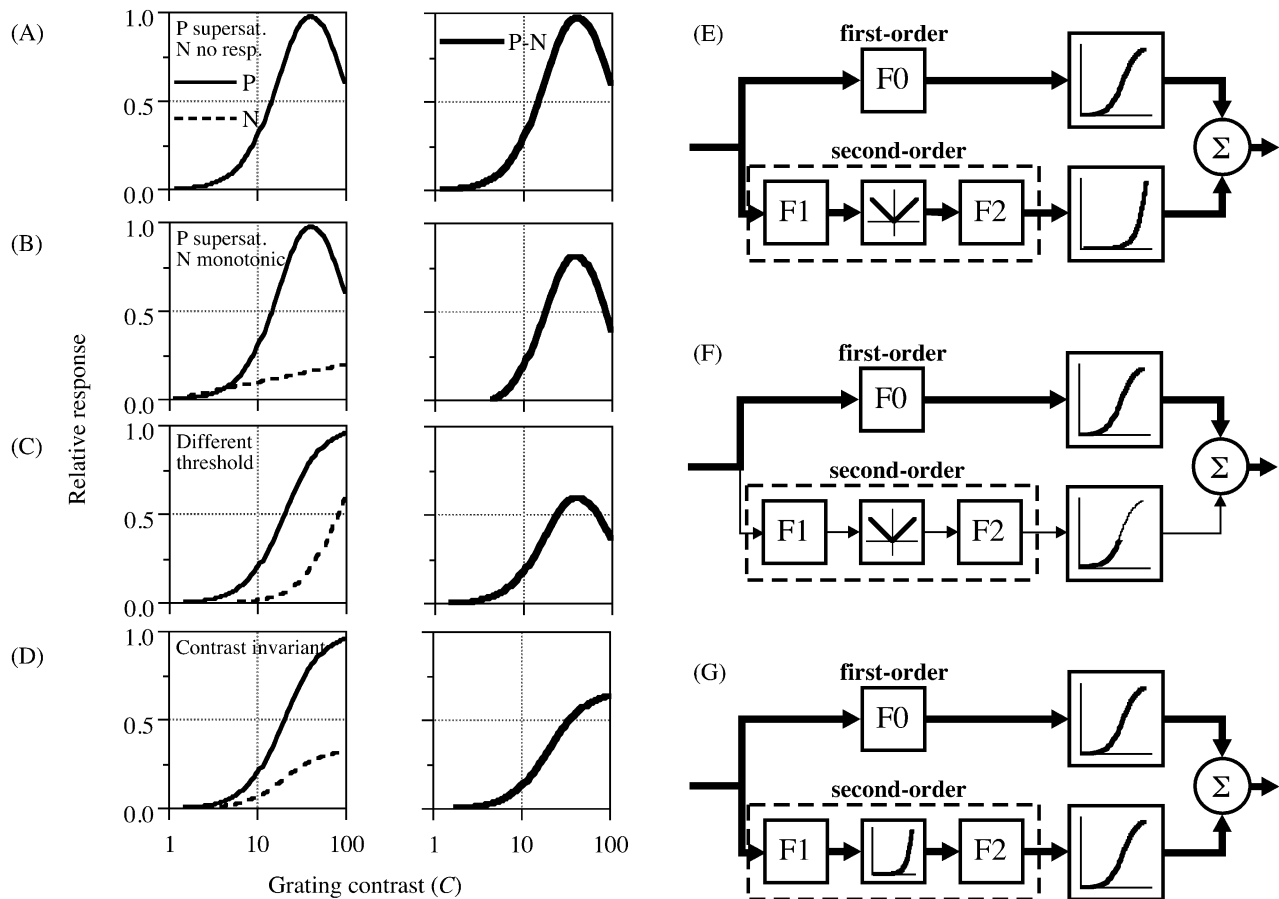 (A)
1.0
0.5
0.0
P supersat.
N no resp.
P
N
P-N
(B)
1.0
0.5
0.0
P supersat.
N monotonic
(C)
1.0
0.5
0.0
Different
threshold
(D)
1.0
0.5
0.0
Contrast invariant
1 10 100
1 10 100
Relative response
Grating contrast (C)
(E)
first-order
F0
second-order
F1
F2
Σ
(F)
first-order
F0
second-order
F1
F2
Σ
(G)
first-order
F0
second-order
F1
F2
Σ